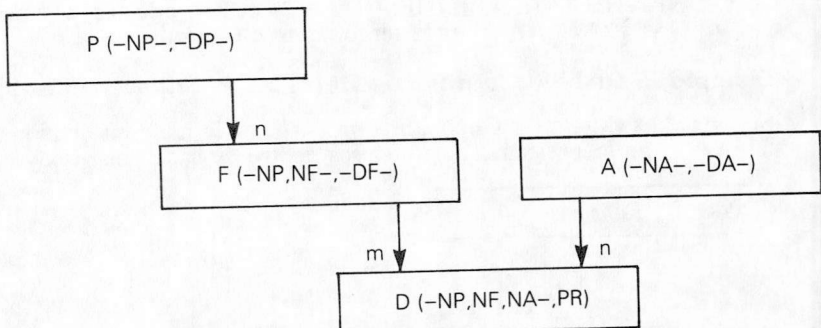 P (–NP–,–DP–)
n
F (–NP,NF–,–DF–)
A (–NA–,–DA–)
m
n
D (–NP,NF,NA–,PR)